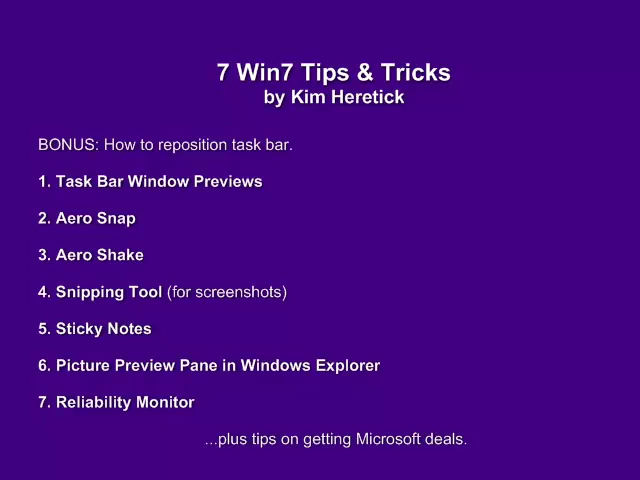 7 Win7 Tips & Tricks
by Kim Heretick
BONUS: How to reposition task bar.
1. Task Bar Window Previews
2. Aero Snap
3. Aero Shake
4. Snipping Tool (for screenshots)
5. Sticky Notes
6. Picture Preview Pane in Windows Explorer
7. Reliability Monitor
...plus tips on getting Microsoft deals.